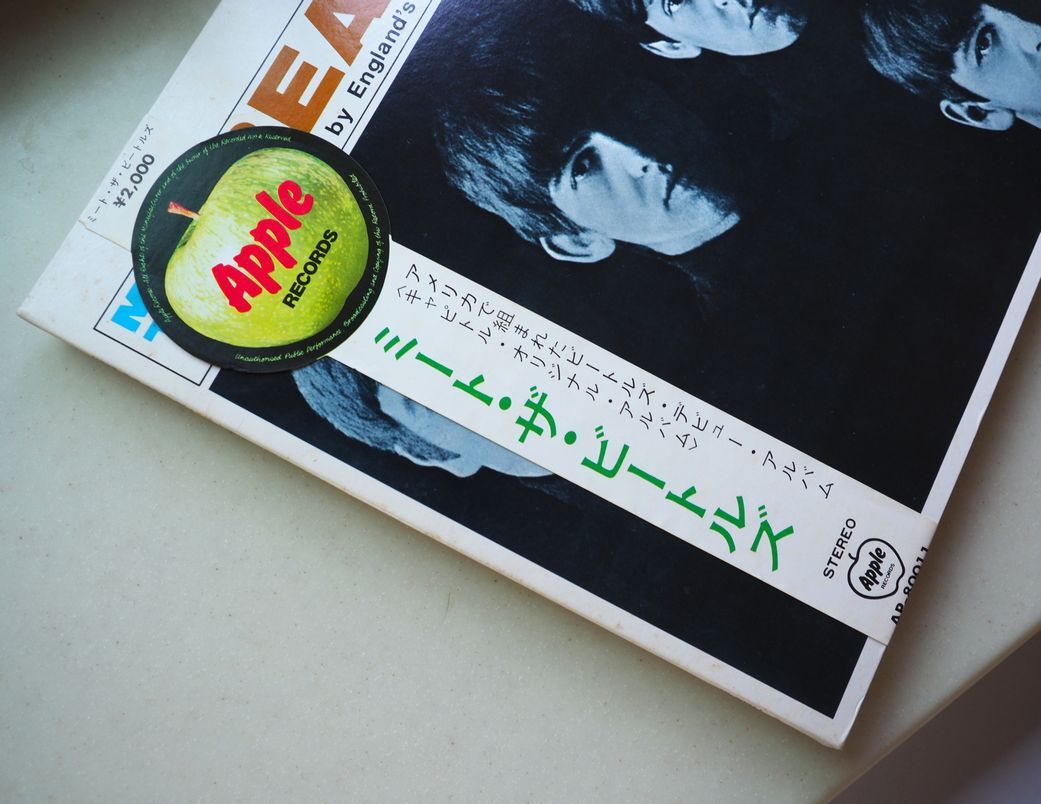 EA
by England's
ミート・ザ・ビートルズ
¥2,000
Apple
RECORDS
Unauthorised Public Performance Broadcasting and Copying of this Record
アメリカで組まれたビートルズ・デビュー・アルバム
〈キャピトル・オリジナル・アルバム〉
ミート・ザ・ビートルズ
STEREO
Apple
RECORDS
AP-80011